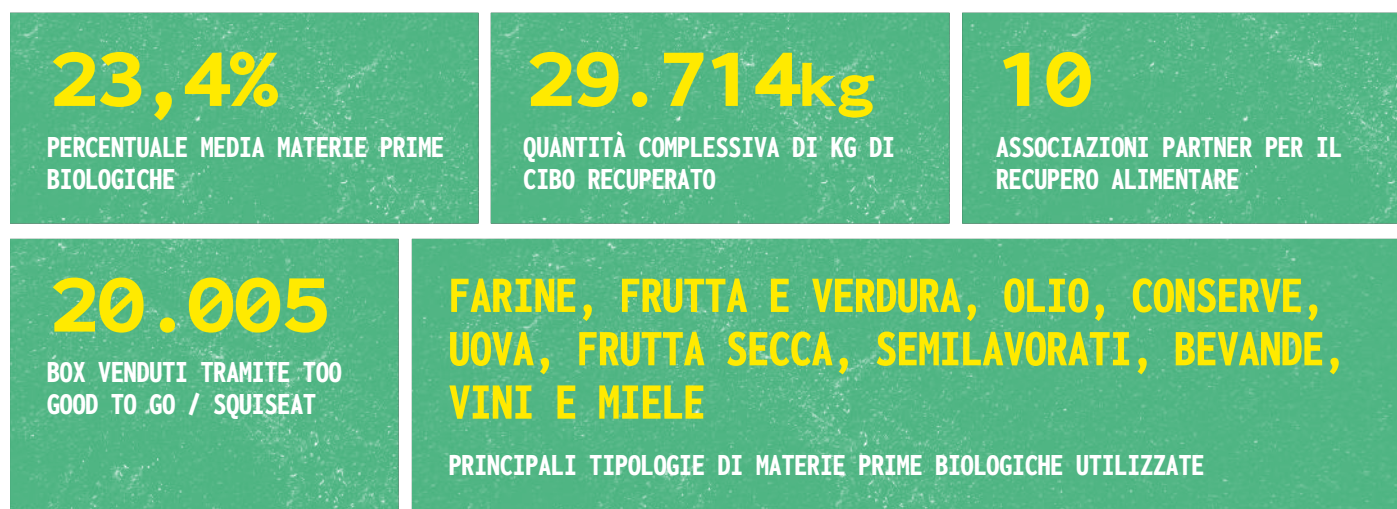 23,4%
PERCENTUALE MEDIA MATERIE PRIME
BIOLOGICHE
29.714kg
QUANTITÀ COMPLESSIVA DI KG DI
CIBO RECUPERATO
10
ASSOCIAZIONI PARTNER PER IL
RECUPERO ALIMENTARE
20.005
BOX VENDUTI TRAMITE TOO
GOOD TO GO / SQUISEAT
FARINE, FRUTTA E VERDURA, OLIO, CONSERVE,
UOVA, FRUTTA SECCA, SEMILAVORATI, BEVANDE,
VINI E MIELE
PRINCIPALI TIPOLOGIE DI MATERIE PRIME BIOLOGICHE UTILIZZATE